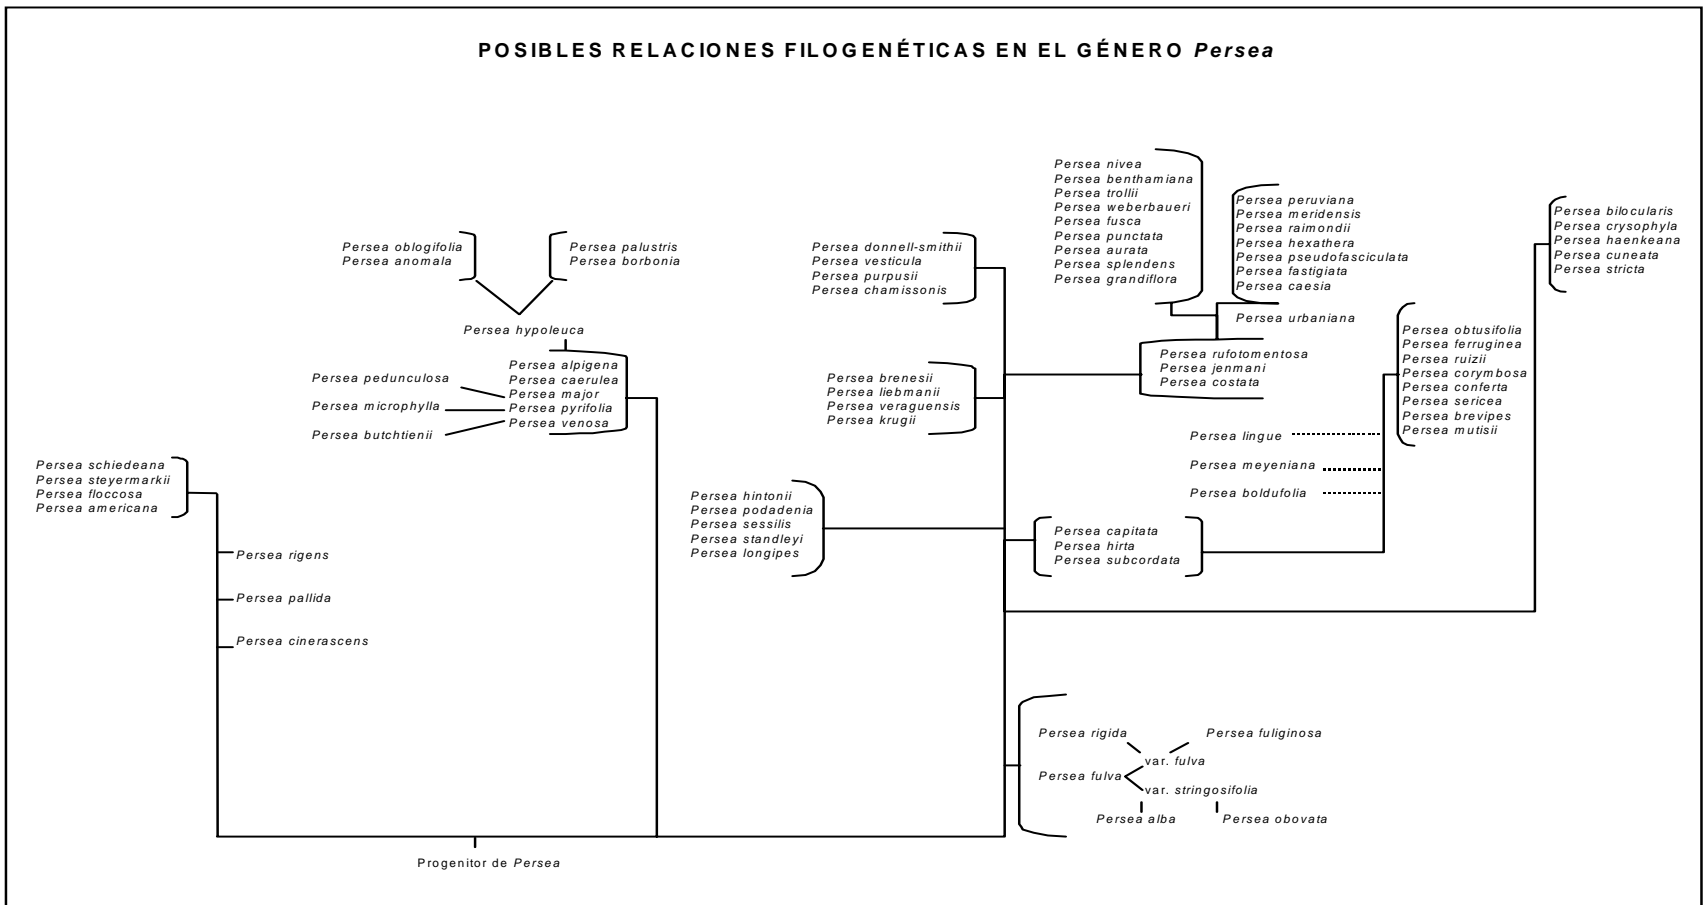 POSIBLES RELACIONES FILOGENÉTICAS EN EL GÉNERO Persea
Persea oblogifolia
Persea anomala
Persea palustris
Persea borbonia
Persea hypoleuca
Persea alpigena
Persea caerulea
Persea major
Persea pyrifolia
Persea venosa
Persea pedunculosa
Persea microphylla
Persea butchtienii
Persea schiedeana
Persea steyermarkii
Persea floccosa
Persea americana
Persea rigens
Persea pallida
Persea cinerascens
Persea donnell-smithii
Persea vesticula
Persea purpusii
Persea chamissonis
Persea brenesii
Persea liebmanii
Persea veraguensis
Persea krugii
Persea hintonii
Persea podadenia
Persea sessilis
Persea standleyi
Persea longipes
Persea nivea
Persea benthamiana
Persea trollii
Persea weberbaueri
Persea fusca
Persea punctata
Persea aurata
Persea splendens
Persea grandiflora
Persea peruviana
Persea meridensis
Persea raimondii
Persea hexathera
Persea pseudofasciculata
Persea fastigiata
Persea caesia
Persea urbaniana
Persea rufotomentosa
Persea jenmani
Persea costata
Persea bilocularis
Persea crysophyla
Persea haenkeana
Persea cuneata
Persea stricta
Persea obtusifolia
Persea ferruginea
Persea ruizii
Persea corymbosa
Persea conferta
Persea sericea
Persea brevipes
Persea mutisii
Persea lingue
Persea meyeniana
Persea boldufolia
Persea capitata
Persea hirta
Persea subcordata
Persea rigida
Persea fuliginosa
var. fulva
Persea fulva
var. stringosifolia
Persea alba
Persea obovata
Progenitor de Persea